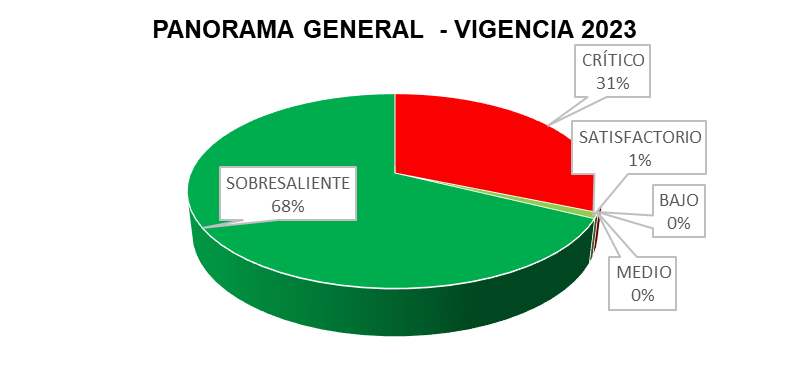 PANORAMA GENERAL - VIGENCIA 2023
CRÍTICO
31%
SATISFACTORIO
1%
BAJO
0%
MEDIO
0%
SOBRESALIENTE
68%